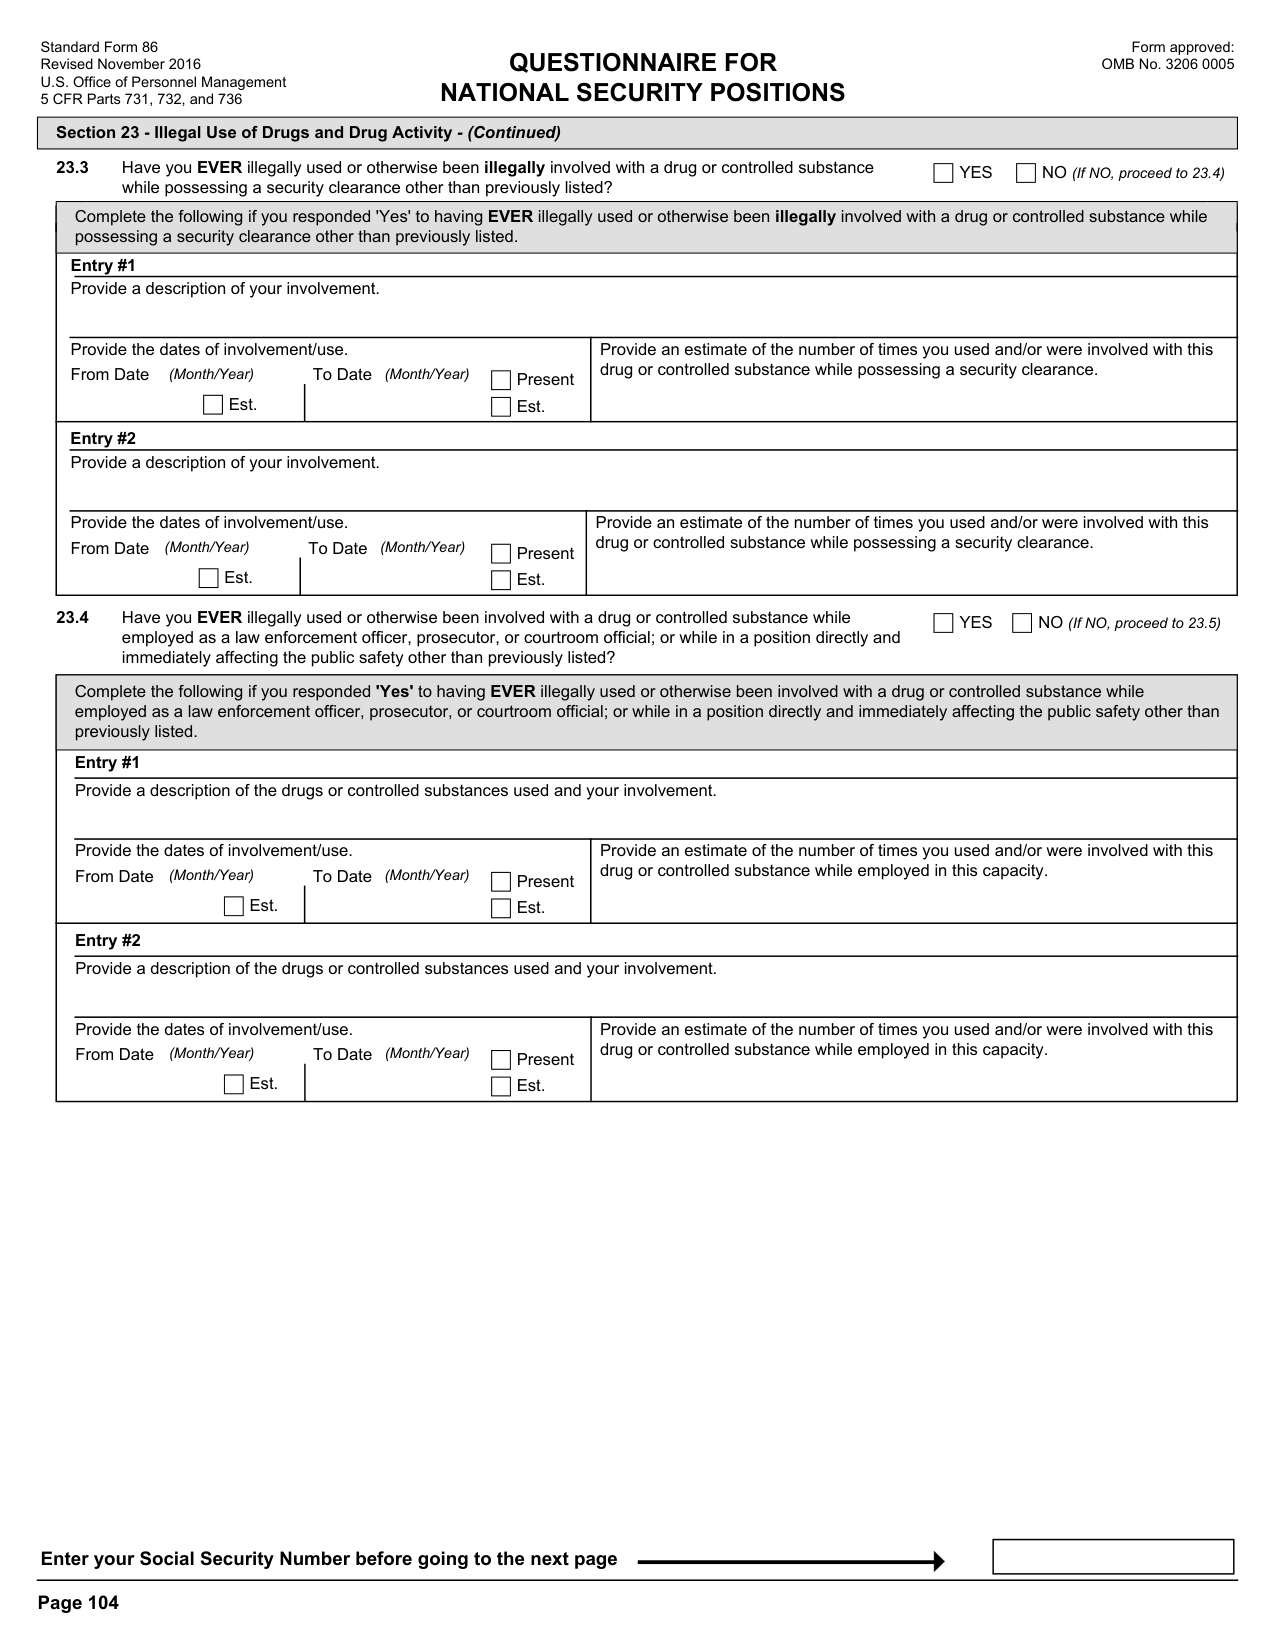 Standard Form 86
Revised November 2016
U.S. Office of Personnel Management
5 CFR Parts 731, 732, and 736
QUESTIONNAIRE FOR
NATIONAL SECURITY POSITIONS
Form approved:
OMB No. 3206 0005
Section 23 - Illegal Use of Drugs and Drug Activity - (Continued)
23.3 Have you EVER illegally used or otherwise been illegally involved with a drug or controlled substance
while possessing a security clearance other than previously listed?
YES NO (If NO, proceed to 23.4)
Complete the following if you responded 'Yes' to having EVER illegally used or otherwise been illegally involved with a drug or controlled substance while
possessing a security clearance other than previously listed.
Entry #1
Provide a description of your involvement.
Provide the dates of involvement/use.
From Date (Month/Year) To Date (Month/Year) Present
Est. Est.
Provide an estimate of the number of times you used and/or were involved with this
drug or controlled substance while possessing a security clearance.
Entry #2
Provide a description of your involvement.
Provide the dates of involvement/use.
From Date (Month/Year) To Date (Month/Year) Present
Est. Est.
Provide an estimate of the number of times you used and/or were involved with this
drug or controlled substance while possessing a security clearance.
23.4 Have you EVER illegally used or otherwise been involved with a drug or controlled substance while
employed as a law enforcement officer, prosecutor, or courtroom official; or while in a position directly and
immediately affecting the public safety other than previously listed?
YES NO (If NO, proceed to 23.5)
Complete the following if you responded 'Yes' to having EVER illegally used or otherwise been involved with a drug or controlled substance while
employed as a law enforcement officer, prosecutor, or courtroom official; or while in a position directly and immediately affecting the public safety other than
previously listed.
Entry #1
Provide a description of the drugs or controlled substances used and your involvement.
Provide the dates of involvement/use.
From Date (Month/Year) To Date (Month/Year) Present
Est. Est.
Provide an estimate of the number of times you used and/or were involved with this
drug or controlled substance while employed in this capacity.
Entry #2
Provide a description of the drugs or controlled substances used and your involvement.
Provide the dates of involvement/use.
From Date (Month/Year) To Date (Month/Year) Present
Est. Est.
Provide an estimate of the number of times you used and/or were involved with this
drug or controlled substance while employed in this capacity.
Enter your Social Security Number before going to the next page
Page 104